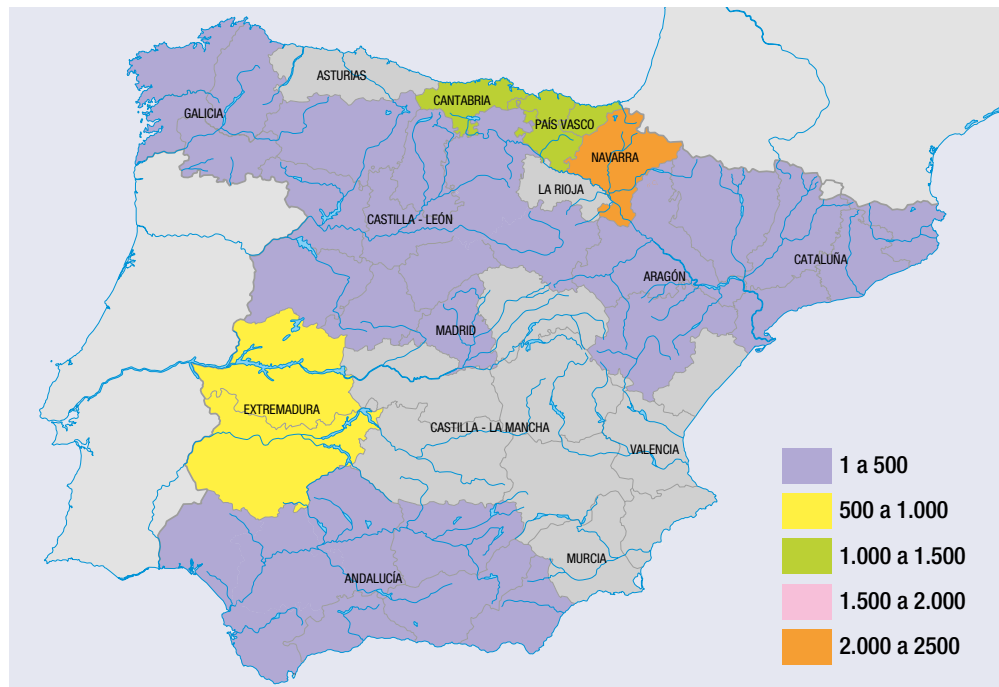 ASTURIAS
CANTABRIA
GALICIA
PAÍS VASCO
NAVARRA
LA RIOJA
CASTILLA - LEÓN
CATALUÑA
ARAGÓN
MADRID
EXTREMADURA
CASTILLA - LA MANCHA
VALENCIA
MURCIA
ANDALUCÍA
1 a 500
500 a 1.000
1.000 a 1.500
1.500 a 2.000
2.000 a 2500